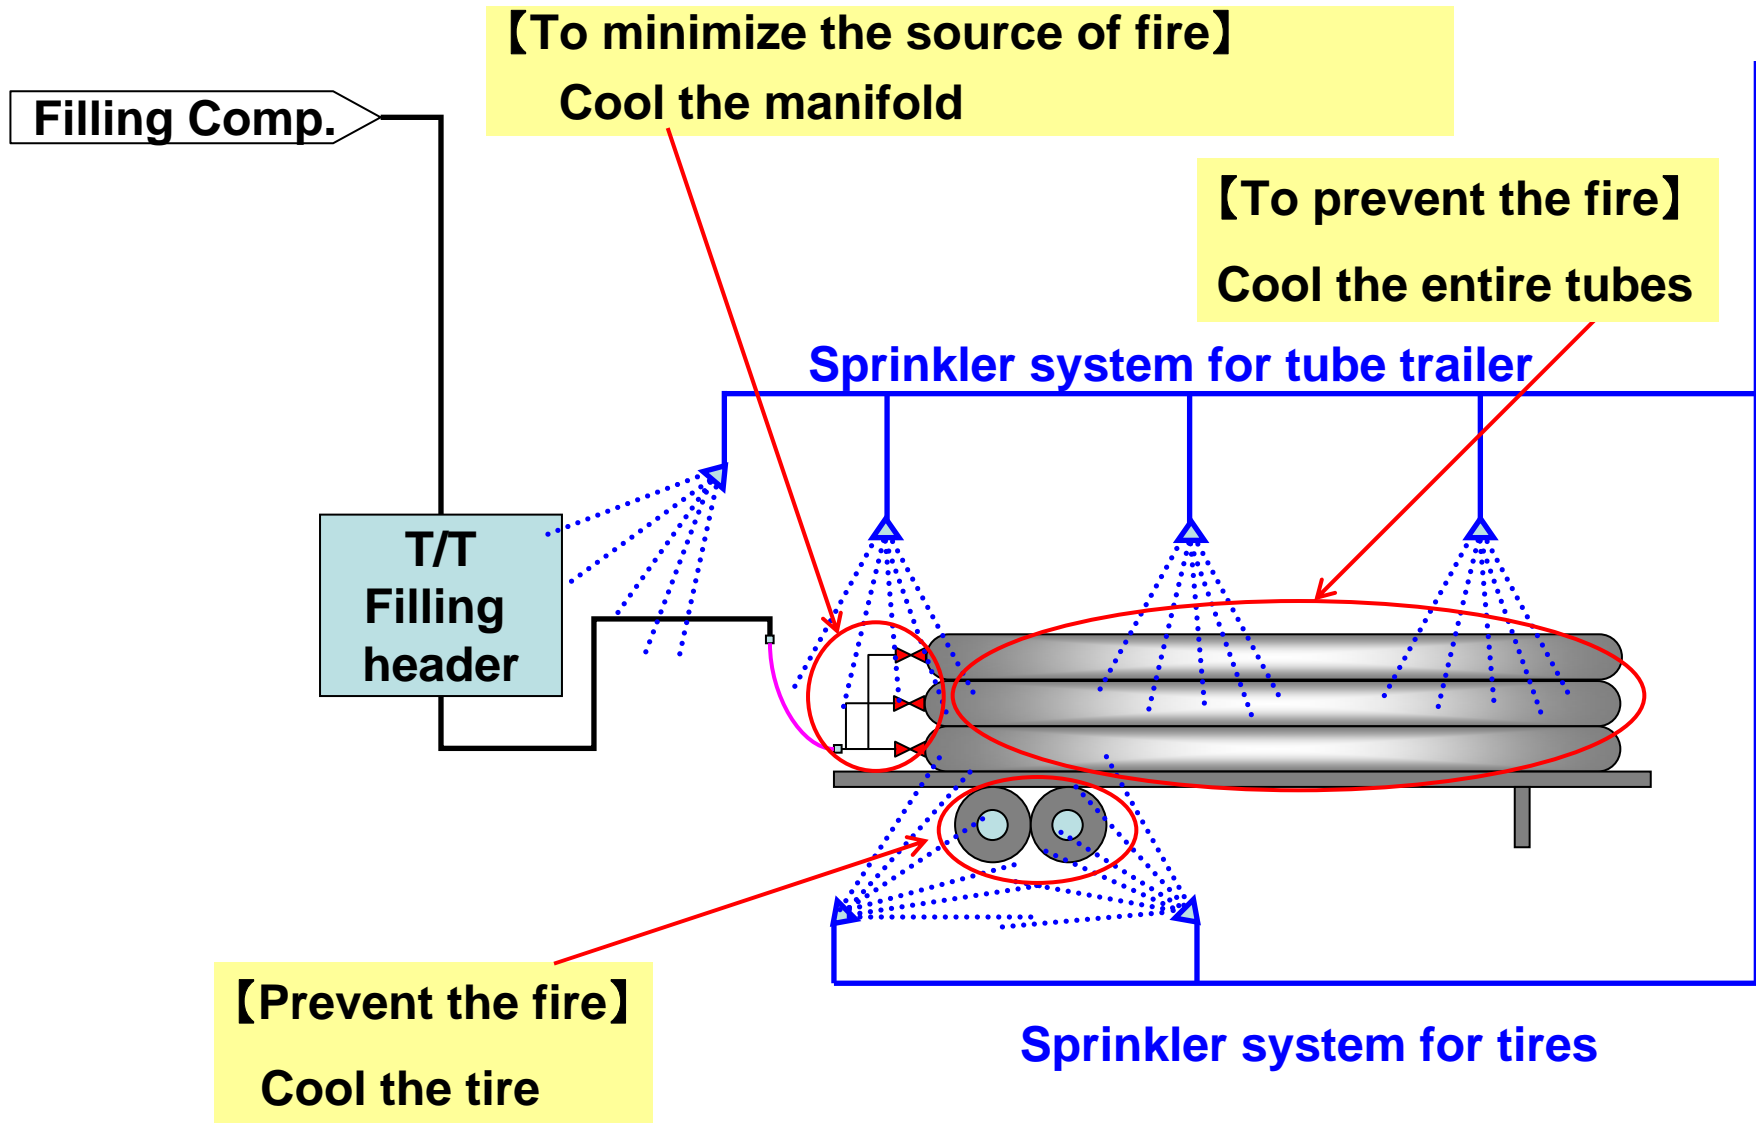 【To minimize the source of fire】
Cool the manifold
Filling Comp.
【To prevent the fire】
Cool the entire tubes
Sprinkler system for tube trailer
T/T
Filling
header
【Prevent the fire】
Cool the tire
Sprinkler system for tires